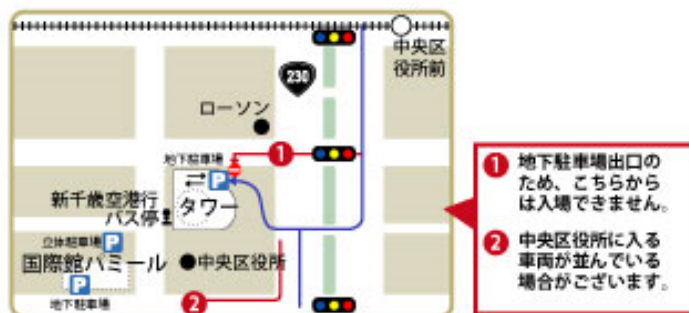 中央区
役所前
230
ローソン
1
地下駐車場
P
新千歳空港行
バス停
タワー
立体駐車場
P
国際館パミール
中央区役所
P
2
地下駐車場
1 地下駐車場出口の
ため、こちらから
は入場できません。
2 中央区役所に入る
車両が並んでいる
場合がございます。